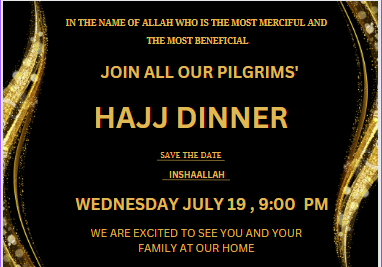 IN THE NAME OF ALLAH WHO IS THE MOST MERCIFUL AND
THE MOST BENEFICIAL
JOIN ALL OUR PILGRIMS'
HAJJ DINNER
SAVE THE DATE
INSHAALLAH
WEDNESDAY JULY 19 , 9:00 PM
WE ARE EXCITED TO SEE YOU AND YOUR
FAMILY AT OUR HOME